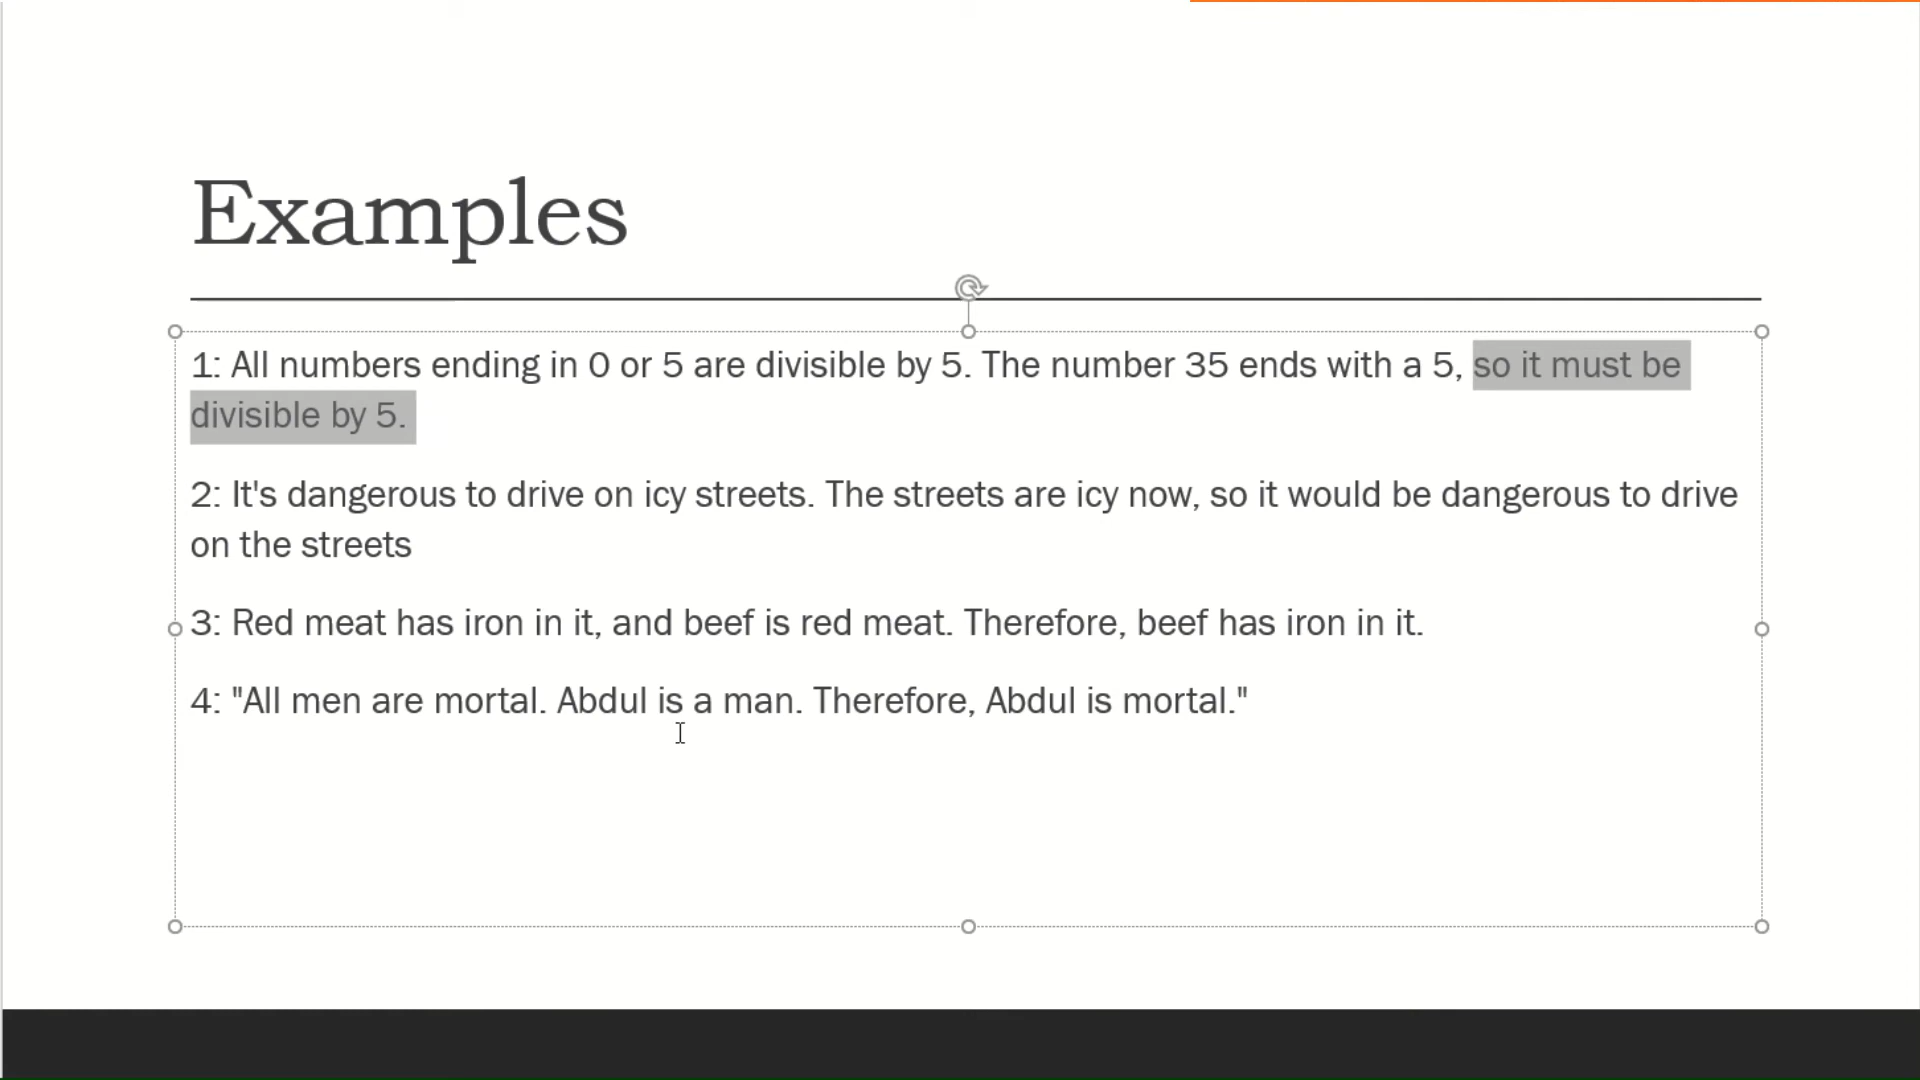 Examples
1: All numbers ending in 0 or 5 are divisible by 5. The number 35 ends with a 5, so it must be
divisible by 5.
2: It's dangerous to drive on icy streets. The streets are icy now, so it would be dangerous to drive
on the streets
3: Red meat has iron in it, and beef is red meat. Therefore, beef has iron in it.
4: "All men are mortal. Abdul is a man. Therefore, Abdul is mortal."